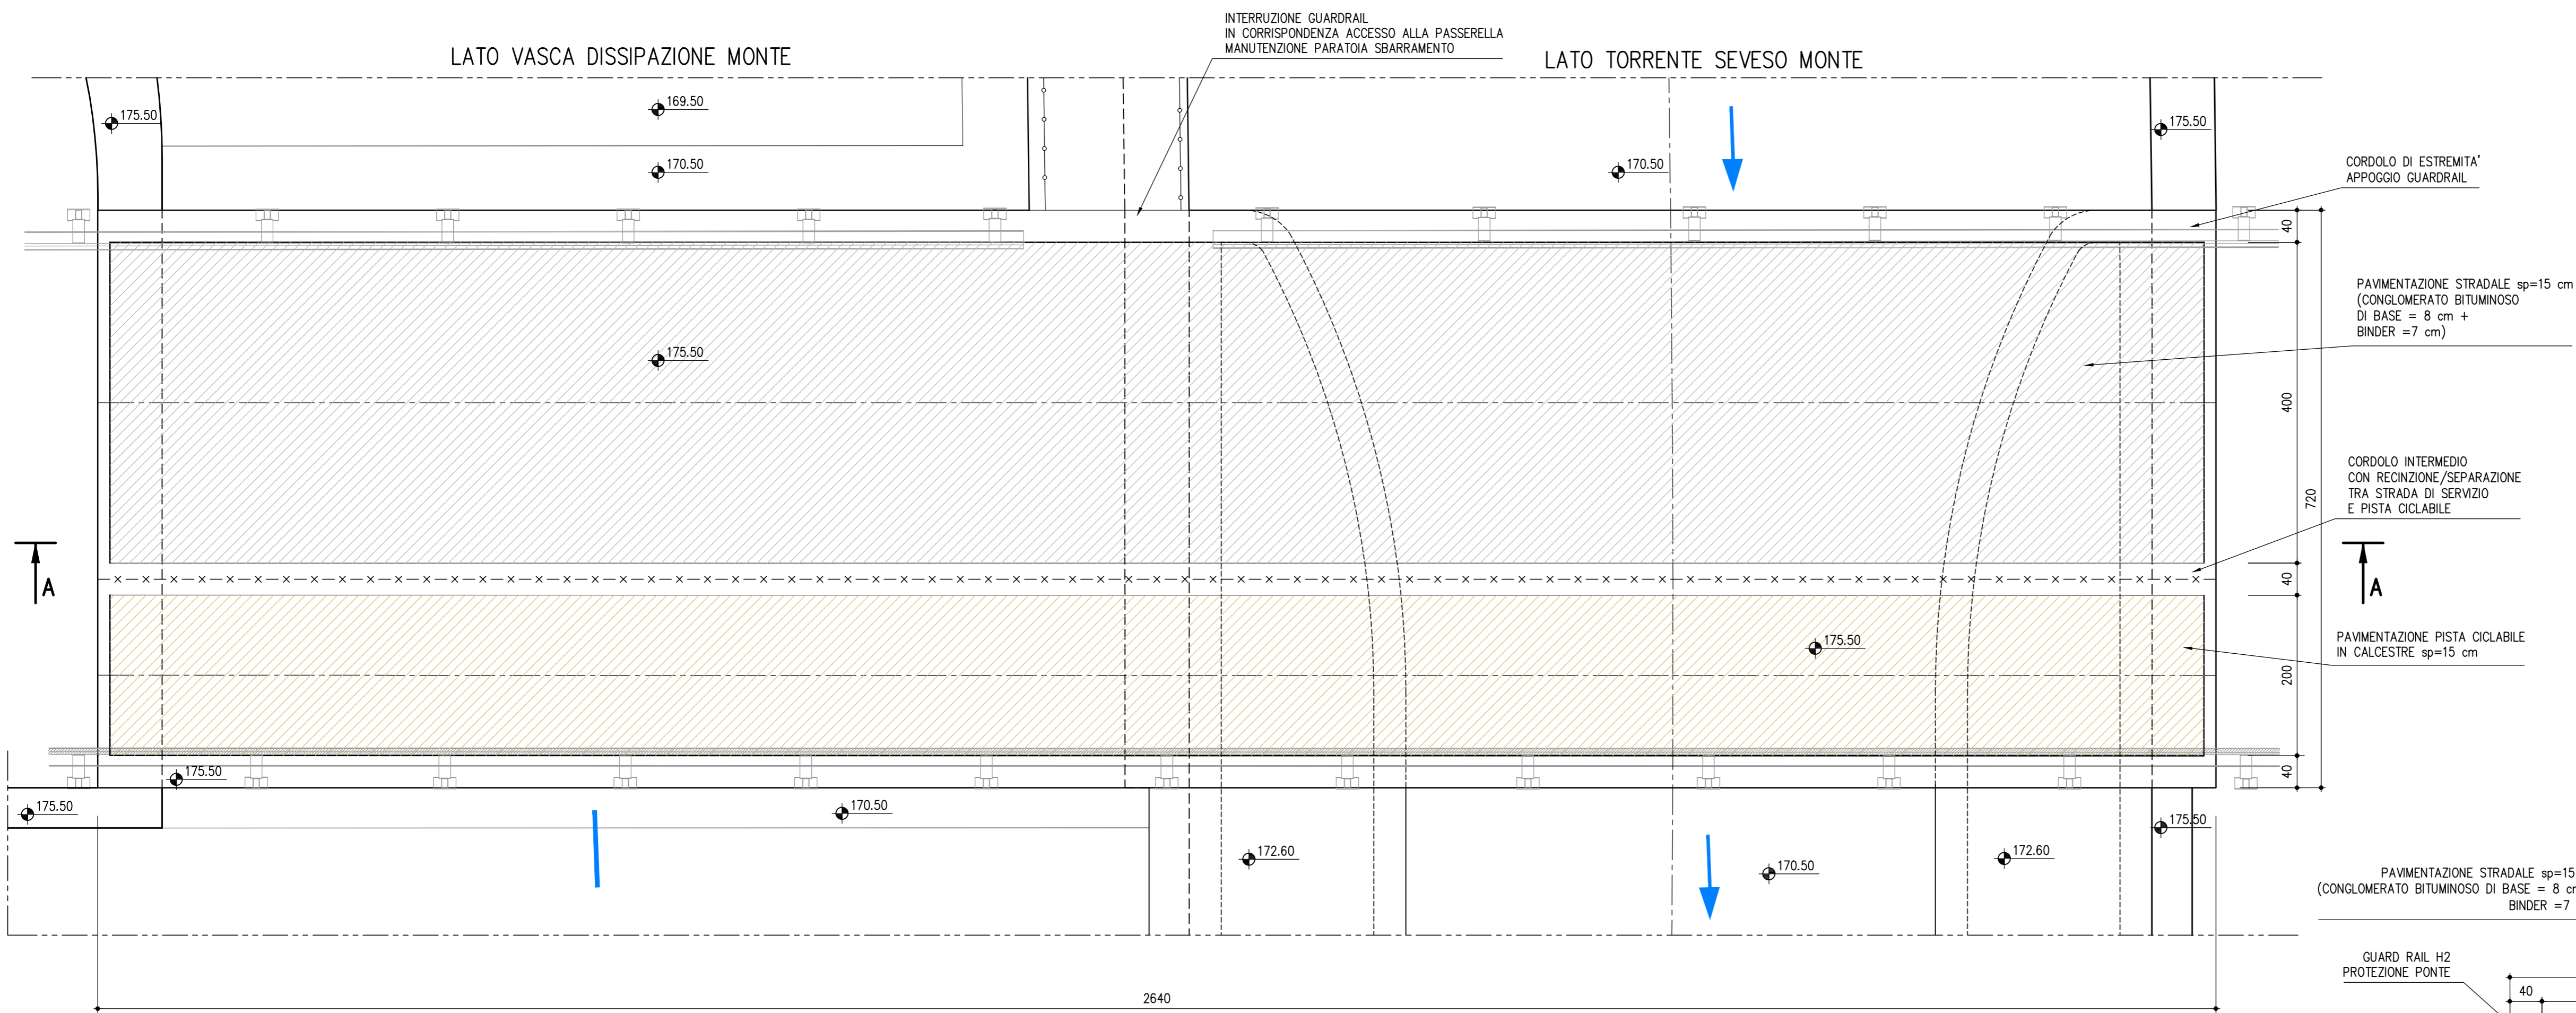 INTERRUZIONE GUARDRAIL
IN CORRISPONDENZA ACCESSO ALLA PASSERELLA
MANUTENZIONE PARATOIA SBARRAMENTO
LATO VASCA DISSIPAZIONE MONTE
LATO TORRENTE SEVESO MONTE
175.50
169.50
170.50
170.50
175.50
CORDOLO DI ESTREMITA'
APPOGGIO GUARDRAIL
40
PAVIMENTAZIONE STRADALE sp=15 cm
(CONGLOMERATO BITUMINOSO
DI BASE = 8 cm +
BINDER =7 cm)
175.50
400
CORDOLO INTERMEDIO
CON RECINZIONE/SEPARAZIONE
TRA STRADA DI SERVIZIO
E PISTA CICLABILE
720
A
40
A
175.50
PAVIMENTAZIONE PISTA CICLABILE
IN CALCESTRE sp=15 cm
200
175.50
40
175.50
170.50
175.50
172.60
170.50
172.60
PAVIMENTAZIONE STRADALE sp=15
(CONGLOMERATO BITUMINOSO DI BASE = 8 cm
BINDER =7
GUARD RAIL H2
PROTEZIONE PONTE
40
2640